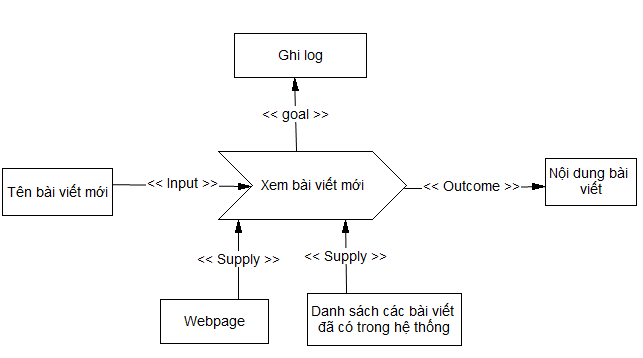 Ghi log
<< goal >>
Tên bài viết mới
<< Input >>
Xem bài viết mới
<< Outcome >>
Nội dung bài
viết
<< Supply >>
<< Supply >>
Webpage
Danh sách các bài viết
đã có trong hệ thống